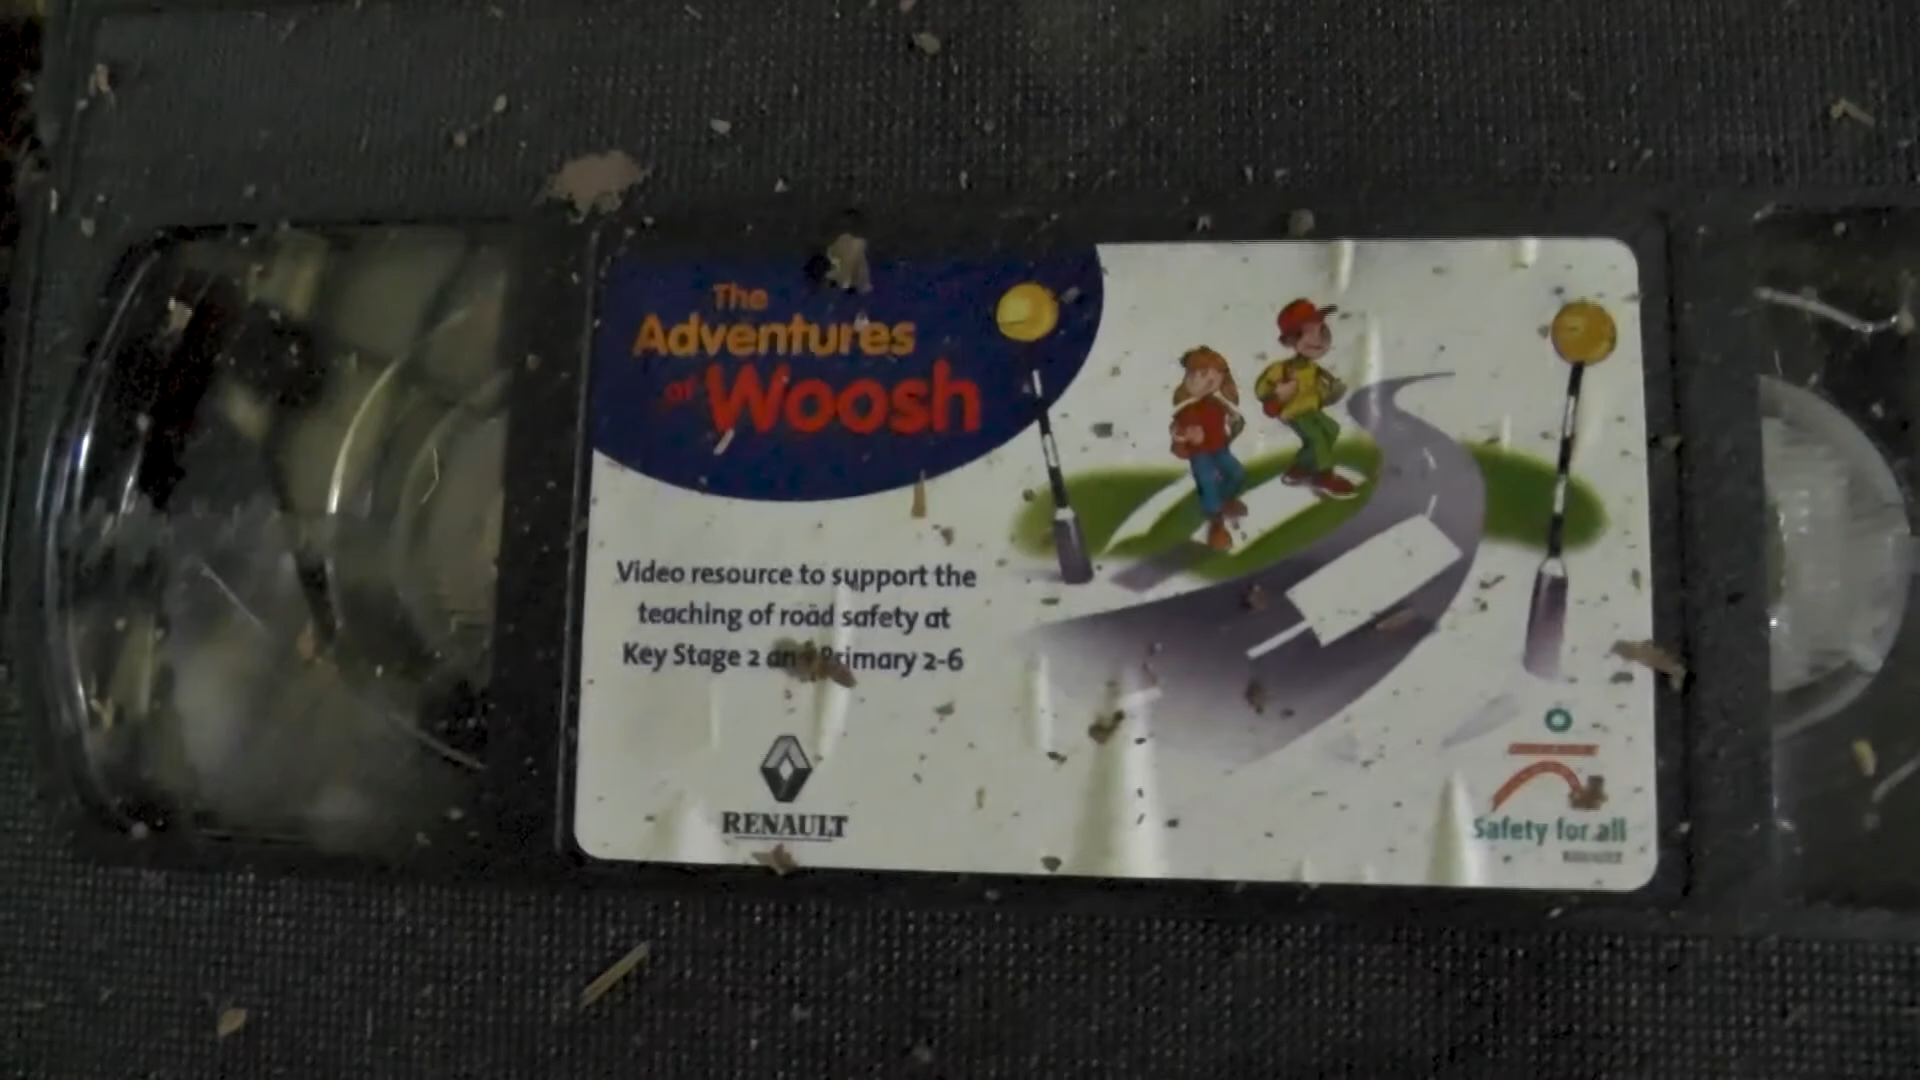 The
Adventures
of Woosh
Video resource to support the
teaching of road safety at
Key Stage 2 and Primary 2-6
RENAULT
Safety for all